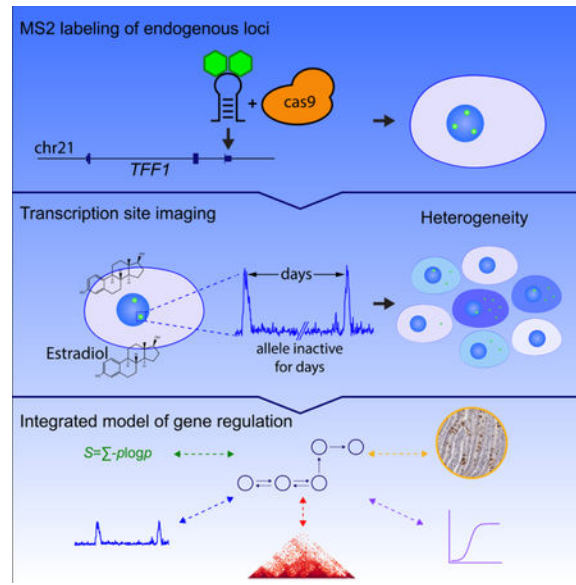 MS2 labeling of endogenous loci
+
cas9
chr21
TFF1
Transcription site imaging
Heterogeneity
days
Estradiol
allele inactive
for days
Integrated model of gene regulation
S=∑-plogp